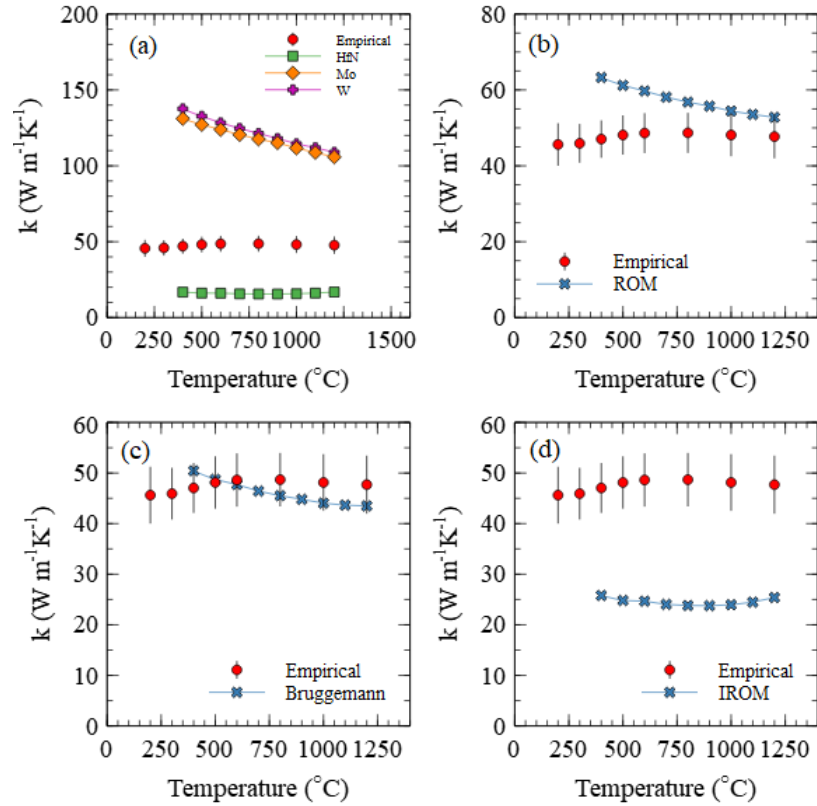 (a)
Empirical
HfN
Mo
W
200
150
100
50
0
k (W m⁻¹K⁻¹)
0 250 500 750 1000 1500
Temperature (°C)
(b)
80
60
40
20
0
k (W m⁻¹K⁻¹)
Empirical
ROM
0 250 500 750 1000 1250
Temperature (°C)
(c)
60
50
40
30
20
10
0
k (W m⁻¹K⁻¹)
Empirical
Bruggemann
0 250 500 750 1000 1250
Temperature (°C)
(d)
60
50
40
30
20
10
0
k (W m⁻¹K⁻¹)
Empirical
IROM
0 250 500 750 1000 1250
Temperature (°C)